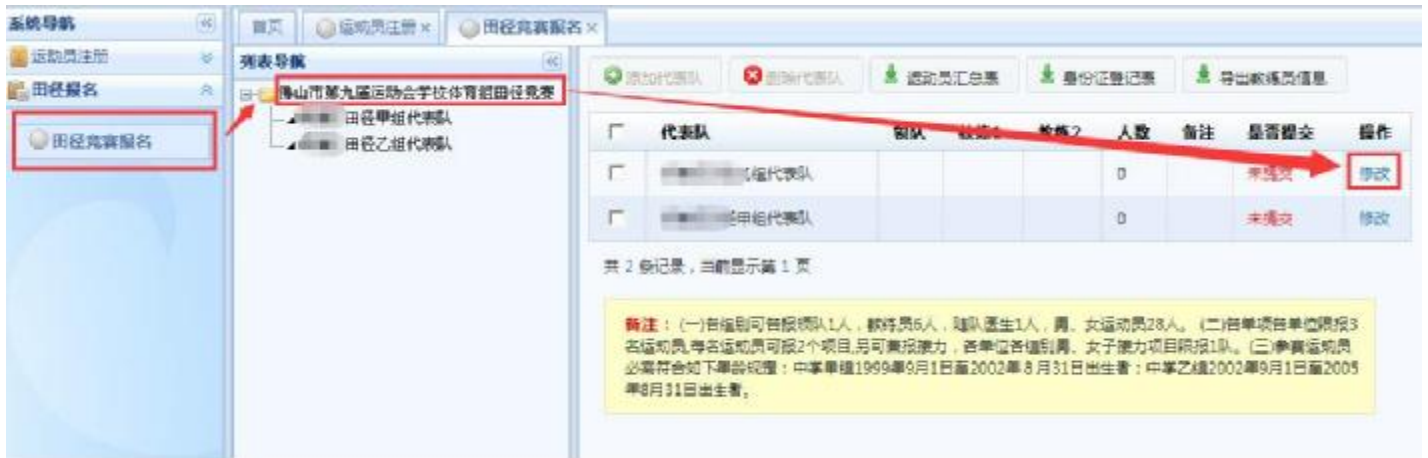 系统导航
运动员注册
田径报名
田径竞赛报名
首页 运动员注册 × 田径竞赛报名 ×
列表导航
佛山市第九届运动会学校体育组田径竞赛
田径甲组代表队
田径乙组代表队
添加代表队 删除代表队 运动员汇总表 身份证登记表 导出教练员信息
代表队 领队 教练2 人数 备注 是否提交 操作
组代表队 0 未提交 修改
甲组代表队 0 未提交 修改
共 2 条记录，当前显示第 1 页
备注：(一)各组别可各报领队1人，教练员6人，随队医生1人，男、女运动员28人。(二)各单项各单位限报3
名运动员,每名运动员可报2个项目,另可兼报接力，各单位各组别男、女子接力项目限报1队。(三)参赛运动员
必需符合如下年龄规定：中学甲组1999年9月1日至2002年8月31日出生者；中学乙组2002年9月1日至2005
年8月31日出生者。